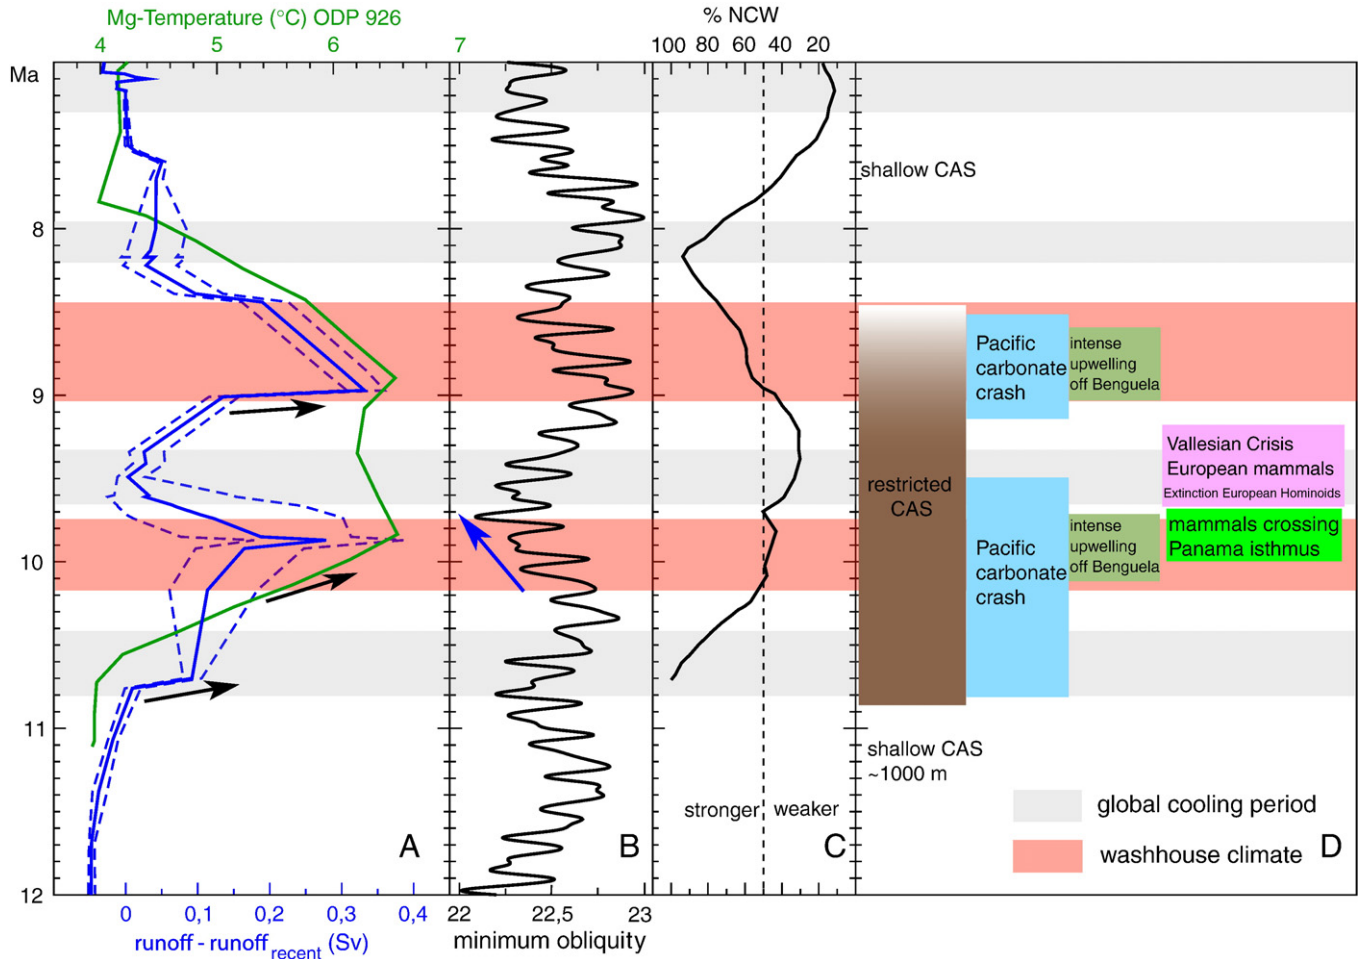 Mg-Temperature (°C) ODP 926
4 5 6 7
% NCW
100 80 60 40 20
Ma
8
9
10
11
12
shallow CAS
restricted
CAS
Pacific
carbonate
crash
intense
upwelling
off Benguela
Vallesian Crisis
European mammals
Extinction European Hominoids
mammals crossing
Panama isthmus
Pacific
carbonate
crash
intense
upwelling
off Benguela
shallow CAS
~1000 m
stronger weaker
global cooling period
washhouse climate
A
B
C
D
0 0,1 0,2 0,3 0,4
runoff - runoff recent (Sv)
22 22,5 23
minimum obliquity